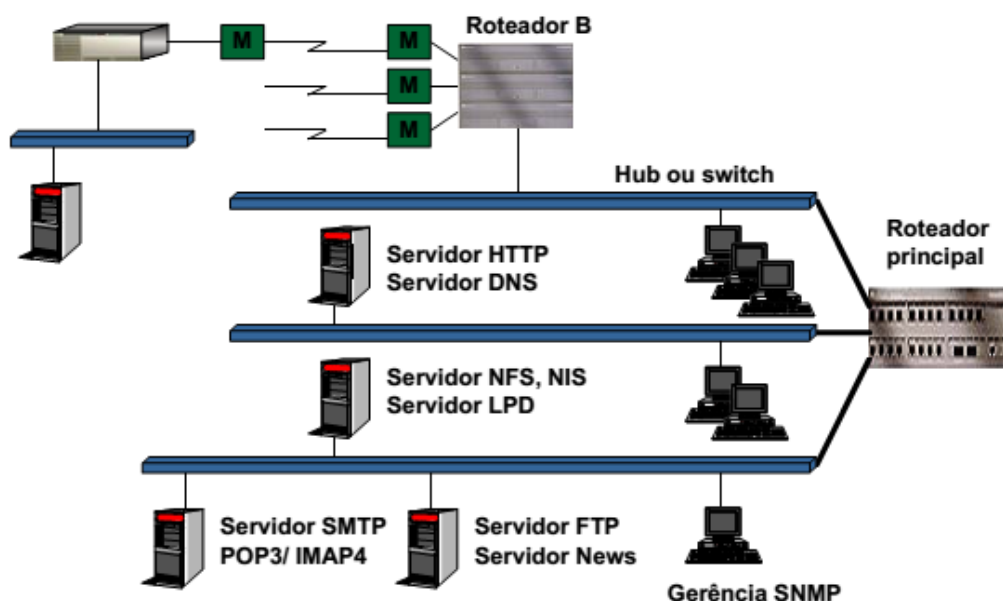 Roteador B
M
M
M
M
Hub ou switch
Roteador
principal
Servidor HTTP
Servidor DNS
Servidor NFS, NIS
Servidor LPD
Servidor SMTP
POP3/ IMAP4
Servidor FTP
Servidor News
Gerência SNMP